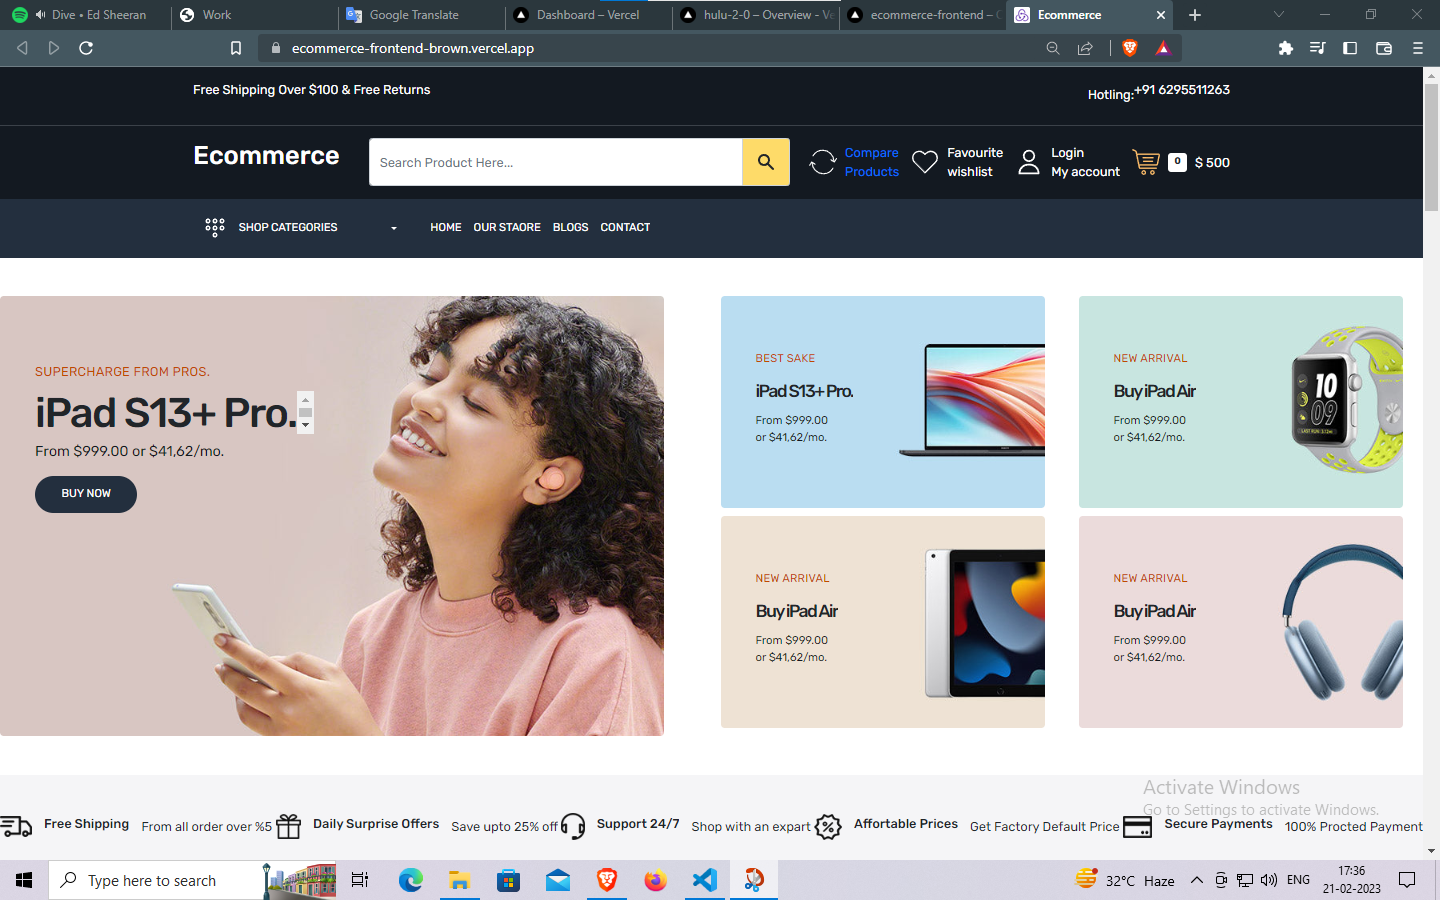 Dive • Ed Sheeran
Work
Google Translate
Dashboard – Vercel
hulu-2-0 – Overview - Ve
ecommerce-frontend – O
Ecommerce
ecommerce-frontend-brown.vercel.app
Free Shipping Over $100 & Free Returns
Hotling:+91 6295511263
Ecommerce
Search Product Here...
Compare
Products
Favourite
wishlist
Login
My account
0
$ 500
SHOP CATEGORIES
HOME
OUR STAORE
BLOGS
CONTACT
SUPERCHARGE FROM PROS.
iPad S13+ Pro.
From $999.00 or $41,62/mo.
BUY NOW
BEST SAKE
iPad S13+ Pro.
From $999.00
or $41,62/mo.
NEW ARRIVAL
Buy iPad Air
From $999.00
or $41,62/mo.
10
09
NEW ARRIVAL
Buy iPad Air
From $999.00
or $41,62/mo.
NEW ARRIVAL
Buy iPad Air
From $999.00
or $41,62/mo.
Activate Windows
Go to Settings to activate Windows.
Free Shipping
From all order over %5
Daily Surprise Offers
Save upto 25% off
Support 24/7
Shop with an expart
Affortable Prices
Get Factory Default Price
Secure Payments
100% Procted Payment
Type here to search
32°C Haze
ENG
17:36
21-02-2023